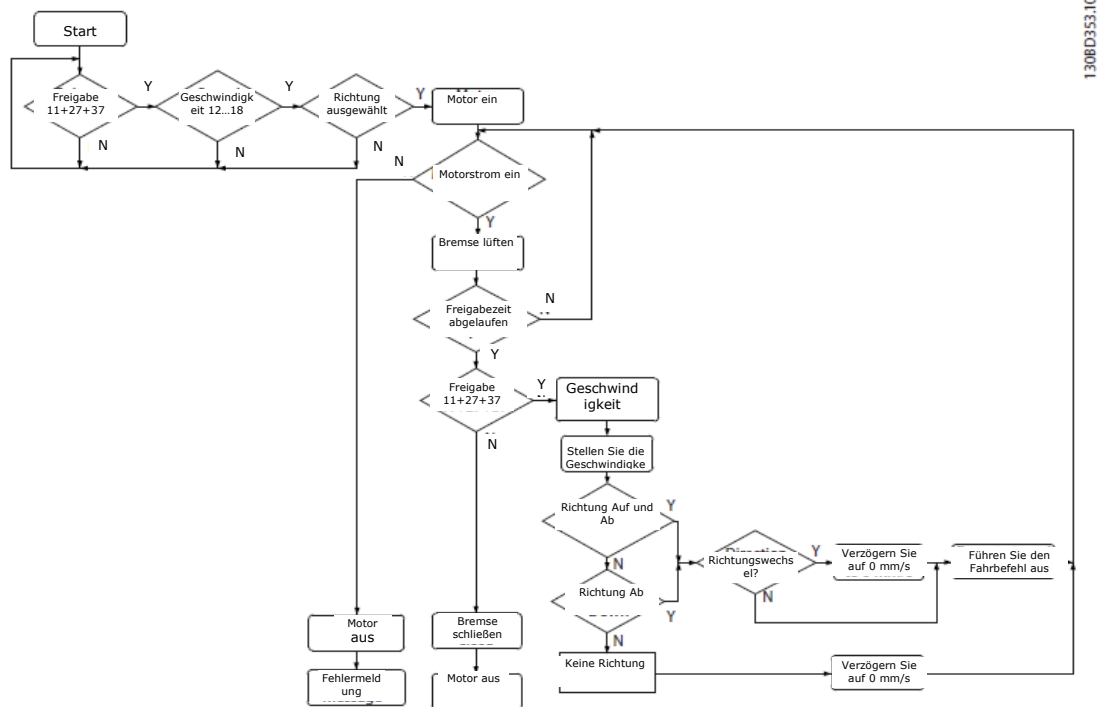 130BD353.10
Start
Freigabe
11+27+37
Y
Geschwindigk
eit 12...18
Y
Richtung
ausgewählt
Y
Motor ein
N
N
N
N
Motorstrom ein
Y
Bremse lüften
Freigabezeit
abgelaufen
N
Y
Freigabe
11+27+37
Y
N
Geschwind
igkeit
Stellen Sie die
Geschwindigke
Richtung Auf und
Ab
Y
N
Richtung Ab
Y
N
Richtungswechs
el?
Y
N
Verzögern Sie
auf 0 mm/s
Führen Sie den
Fahrbefehl aus
Motor
aus
Bremse
schließen
Keine Richtung
Verzögern Sie
auf 0 mm/s
Fehlermeld
ung
Motor aus